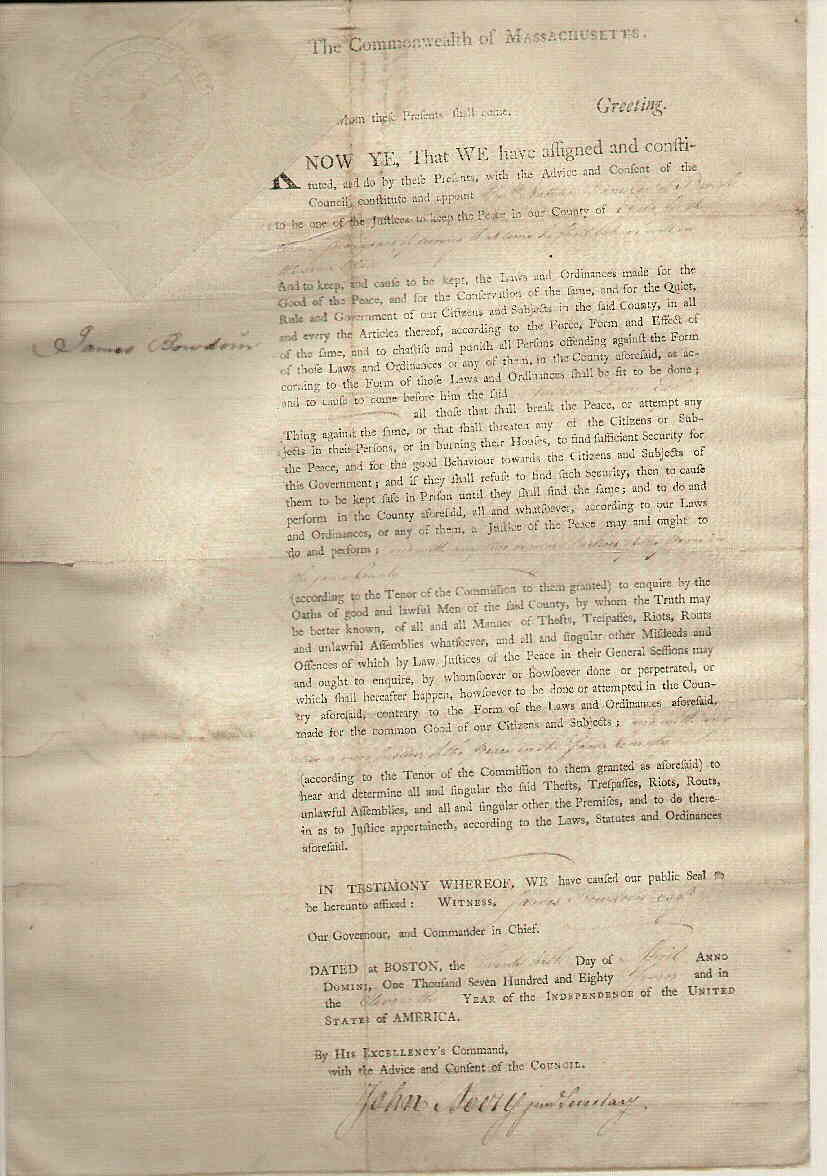 The Commonwealth of MASSACHUSETTS.
whom theſe Preſents ſhall come, Greeting.
NOW YE, That WE have aſſigned and conſti-
tuted, and do by theſe Preſents, with the Advice and Conſent of the
Council, conſtitute and appoint
to be one of the Juſtices to keep the Peace in our County of
And to keep, and cauſe to be kept, the Laws and Ordinances made for the
Good of the Peace, and for the Conſervation of the ſame, and for the Quiet,
Rule and Government of our Citizens and Subjects in the ſaid County, in all
and every the Articles thereof, according to the Force, Form and Effect of
James Bowdoin
of the ſame, and to chaſtiſe and puniſh all Perſons offending againſt the Form
of thoſe Laws and Ordinances or any of them, in the County aforeſaid, as ac-
cording to the Form of thoſe Laws and Ordinances ſhall be fit to be done;
and to cauſe to come before him the ſaid
all thoſe that ſhall break the Peace, or attempt any
Thing againſt the ſame, or that ſhall threaten any of the Citizens or Sub-
jects in their Perſons, or in burning their Houſes, to find ſufficient Security for
the Peace, and for the good Behaviour towards the Citizens and Subjects of
this Government; and if they ſhall refuſe to find ſuch Security, then to cauſe
them to be kept ſafe in Priſon until they ſhall find the ſame; and to do and
perform in the County aforeſaid, all and whatſoever, according to our Laws
and Ordinances, or any of them, a Juſtice of the Peace may and ought to
do and perform;
(according to the Tenor of the Commiſſion to them granted) to enquire by the
Oaths of good and lawful Men of the ſaid County, by whom the Truth may
be better known, of all and all Manner of Thefts, Treſpaſſes, Riots, Routs
and unlawful Aſſemblies whatſoever, and all and ſingular other Miſdeeds and
Offences of which by Law Juſtices of the Peace in their General Seſſions may
and ought to enquire, by whomſoever or howſoever done or perpetrated, or
which ſhall hereafter happen, howſoever to be done or attempted in the Coun-
ty aforeſaid, contrary to the Form of the Laws and Ordinances aforeſaid,
made for the common Good of our Citizens and Subjects;
(according to the Tenor of the Commiſſion to them granted as aforeſaid) to
hear and determine all and ſingular the ſaid Thefts, Treſpaſſes, Riots, Routs,
unlawful Aſſemblies, and all and ſingular other the Premiſes, and to do there-
in as to Juſtice appertaineth, according to the Laws, Statutes and Ordinances
aforeſaid.
IN TESTIMONY WHEREOF, WE have cauſed our public Seal to
be hereunto affixed: WITNESS, James Bowdoin Esqr
Our Governour, and Commander in Chief.
DATED at BOSTON, the Day of April ANNO
DOMINI, One Thouſand Seven Hundred and Eighty and in
the Eleventh YEAR of the INDEPENDENCE of the UNITED
STATES of AMERICA.
By HIS EXCELLENCY's Command,
with the Advice and Conſent of the COUNCIL.
John Avery junr Secretary